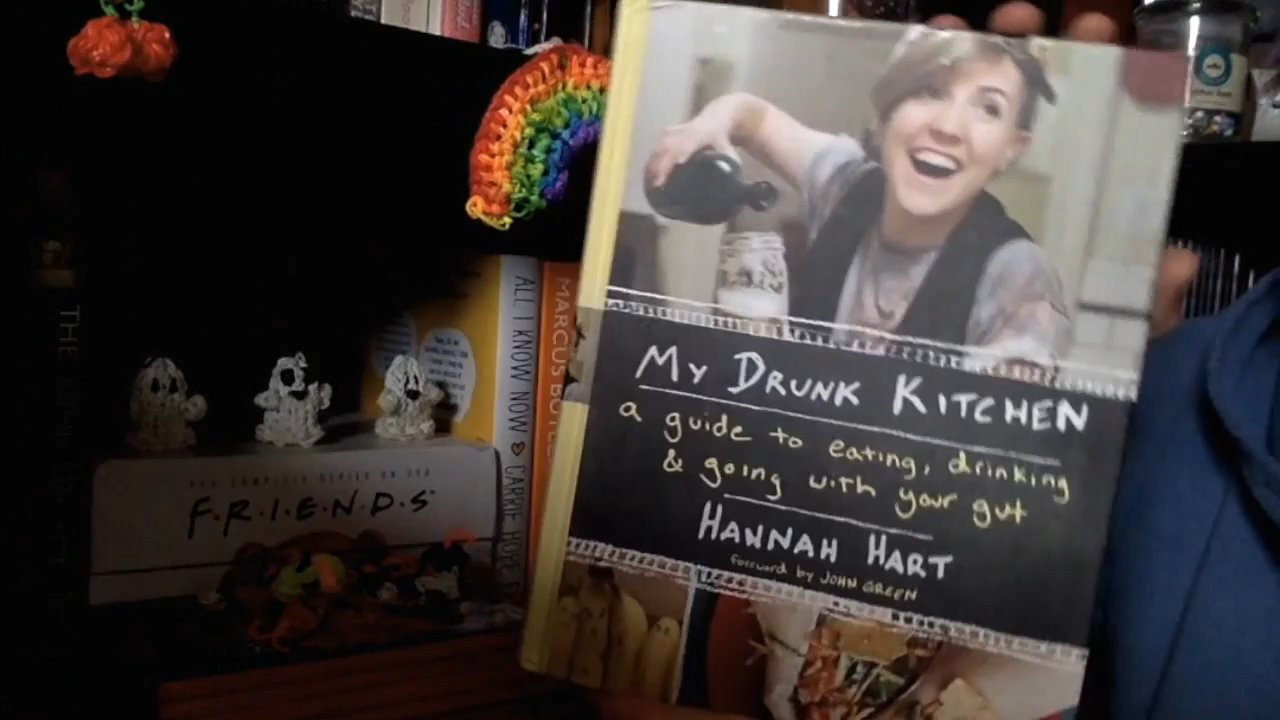 MY DRUNK KITCHEN
a guide to eating, drinking
& going with your gut
HANNAH HART
foreword by JOHN GREEN
ALL I KNOW NOW ♥ CARRIE HOPE
MARCUS BUTLER
THE COMPLETE SERIES ON DVD
F·R·I·E·N·D·S
THE